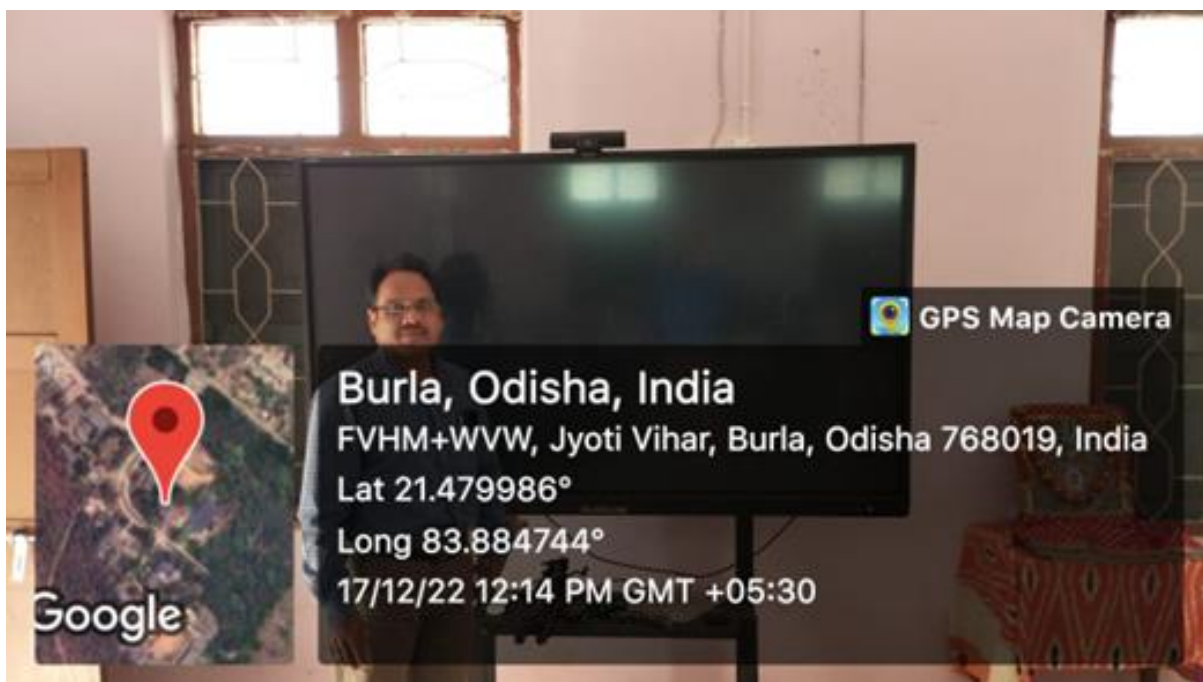 GPS Map Camera
Burla, Odisha, India
FVHM+WVW, Jyoti Vihar, Burla, Odisha 768019, India
Lat 21.479986°
Long 83.884744°
17/12/22 12:14 PM GMT +05:30
Google